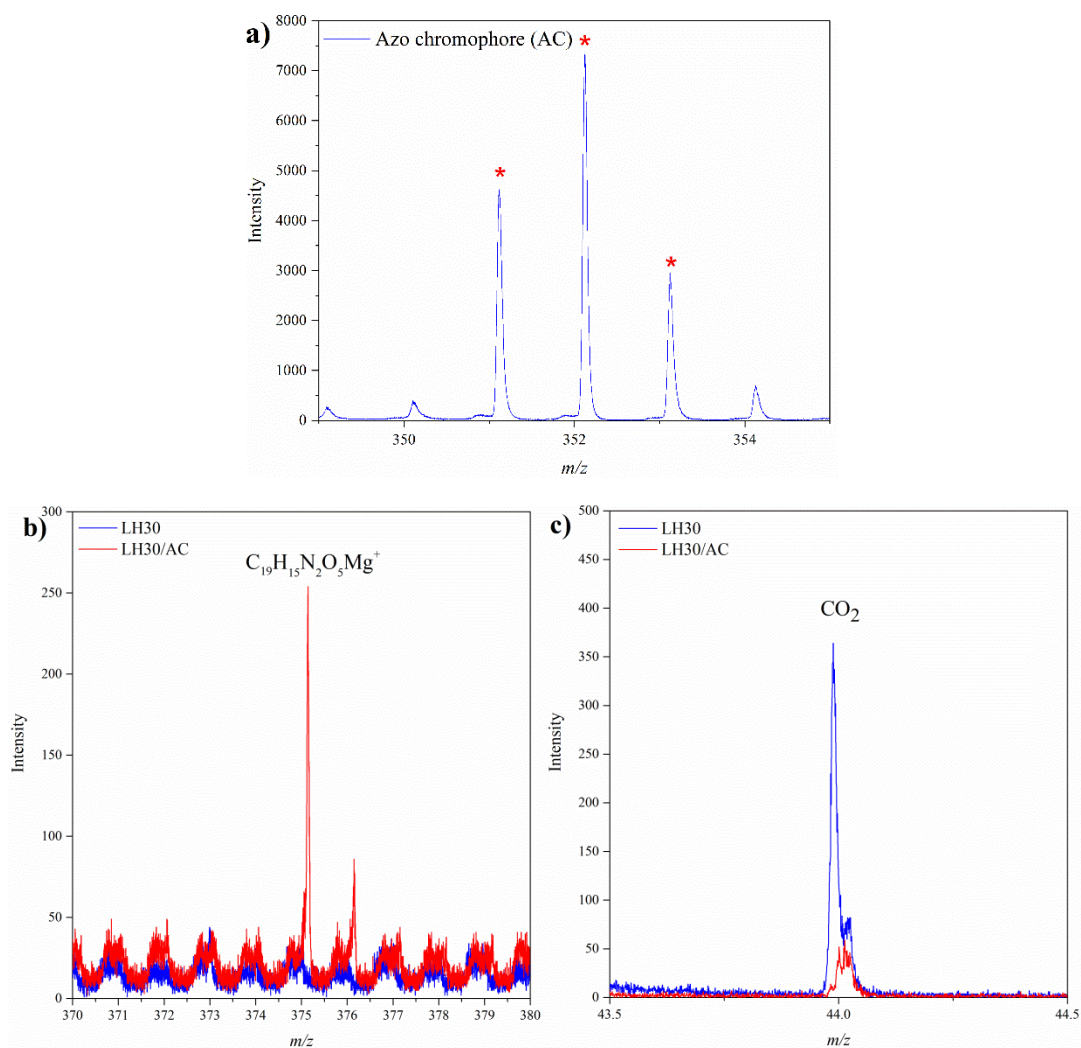 a)
Azo chromophore (AC)
*
*
*
8000
7000
6000
5000
4000
3000
2000
1000
0
Intensity
350
352
354
m/z
b)
LH30
LH30/AC
C₁₉H₁₅N₂O₅Mg⁺
300
250
200
150
100
50
0
Intensity
370 371 372 373 374 375 376 377 378 379 380
m/z
c)
LH30
LH30/AC
CO₂
500
450
400
350
300
250
200
150
100
50
0
Intensity
43.5
44.0
44.5
m/z